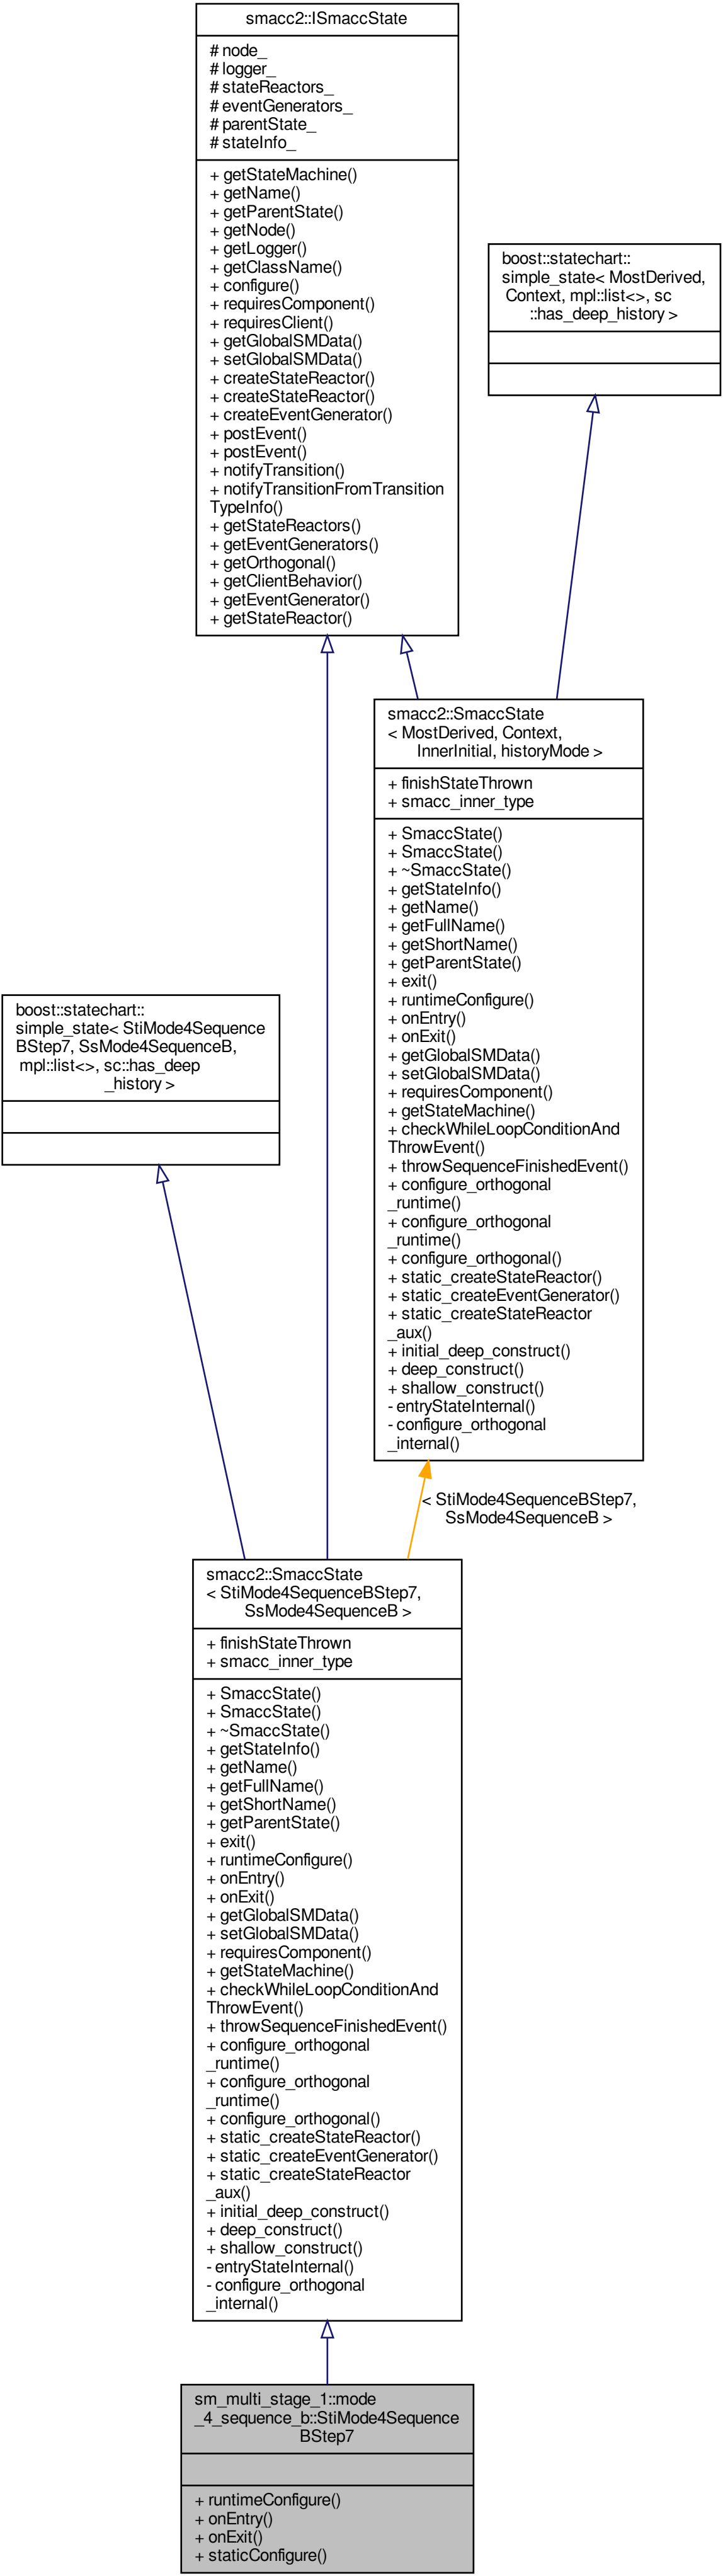 smacc2::ISmaccState
# node_
# logger_
# stateReactors_
# eventGenerators_
# parentState_
# stateInfo_
+ getStateMachine()
+ getName()
+ getParentState()
+ getNode()
+ getLogger()
+ getClassName()
+ configure()
+ requiresComponent()
+ requiresClient()
+ getGlobalSMData()
+ setGlobalSMData()
+ createStateReactor()
+ createStateReactor()
+ createEventGenerator()
+ postEvent()
+ postEvent()
+ notifyTransition()
+ notifyTransitionFromTransition
TypeInfo()
+ getStateReactors()
+ getEventGenerators()
+ getOrthogonal()
+ getClientBehavior()
+ getEventGenerator()
+ getStateReactor()
boost::statechart::
simple_state< MostDerived,
Context, mpl::list<>, sc
::has_deep_history >
smacc2::SmaccState
< MostDerived, Context,
InnerInitial, historyMode >
+ finishStateThrown
+ smacc_inner_type
+ SmaccState()
+ SmaccState()
+ ~SmaccState()
+ getStateInfo()
+ getName()
+ getFullName()
+ getShortName()
+ getParentState()
+ exit()
+ runtimeConfigure()
+ onEntry()
+ onExit()
+ getGlobalSMData()
+ setGlobalSMData()
+ requiresComponent()
+ getStateMachine()
+ checkWhileLoopConditionAnd
ThrowEvent()
+ throwSequenceFinishedEvent()
+ configure_orthogonal
_runtime()
+ configure_orthogonal
_runtime()
+ configure_orthogonal()
+ static_createStateReactor()
+ static_createEventGenerator()
+ static_createStateReactor
_aux()
+ initial_deep_construct()
+ deep_construct()
+ shallow_construct()
- entryStateInternal()
- configure_orthogonal
_internal()
boost::statechart::
simple_state< StiMode4Sequence
BStep7, SsMode4SequenceB,
mpl::list<>, sc::has_deep
_history >
< StiMode4SequenceBStep7,
SsMode4SequenceB >
smacc2::SmaccState
< StiMode4SequenceBStep7,
SsMode4SequenceB >
+ finishStateThrown
+ smacc_inner_type
+ SmaccState()
+ SmaccState()
+ ~SmaccState()
+ getStateInfo()
+ getName()
+ getFullName()
+ getShortName()
+ getParentState()
+ exit()
+ runtimeConfigure()
+ onEntry()
+ onExit()
+ getGlobalSMData()
+ setGlobalSMData()
+ requiresComponent()
+ getStateMachine()
+ checkWhileLoopConditionAnd
ThrowEvent()
+ throwSequenceFinishedEvent()
+ configure_orthogonal
_runtime()
+ configure_orthogonal
_runtime()
+ configure_orthogonal()
+ static_createStateReactor()
+ static_createEventGenerator()
+ static_createStateReactor
_aux()
+ initial_deep_construct()
+ deep_construct()
+ shallow_construct()
- entryStateInternal()
- configure_orthogonal
_internal()
sm_multi_stage_1::mode
_4_sequence_b::StiMode4Sequence
BStep7
+ runtimeConfigure()
+ onEntry()
+ onExit()
+ staticConfigure()